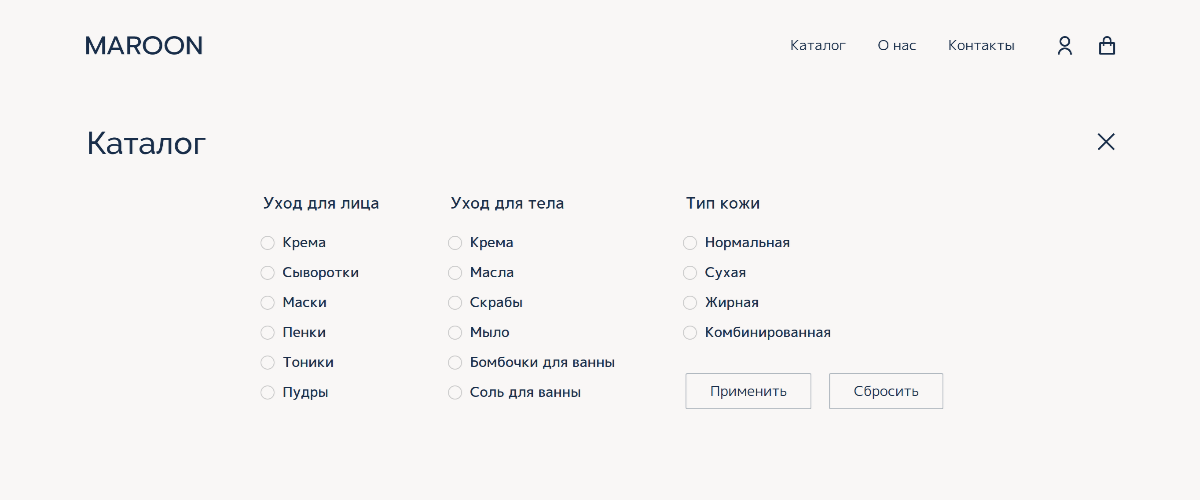 MAROON
Каталог
О нас
Контакты
Каталог
Уход для лица
Крема
Сыворотки
Маски
Пенки
Тоники
Пудры
Уход для тела
Крема
Масла
Скрабы
Мыло
Бомбочки для ванны
Соль для ванны
Тип кожи
Нормальная
Сухая
Жирная
Комбинированная
Применить
Сбросить